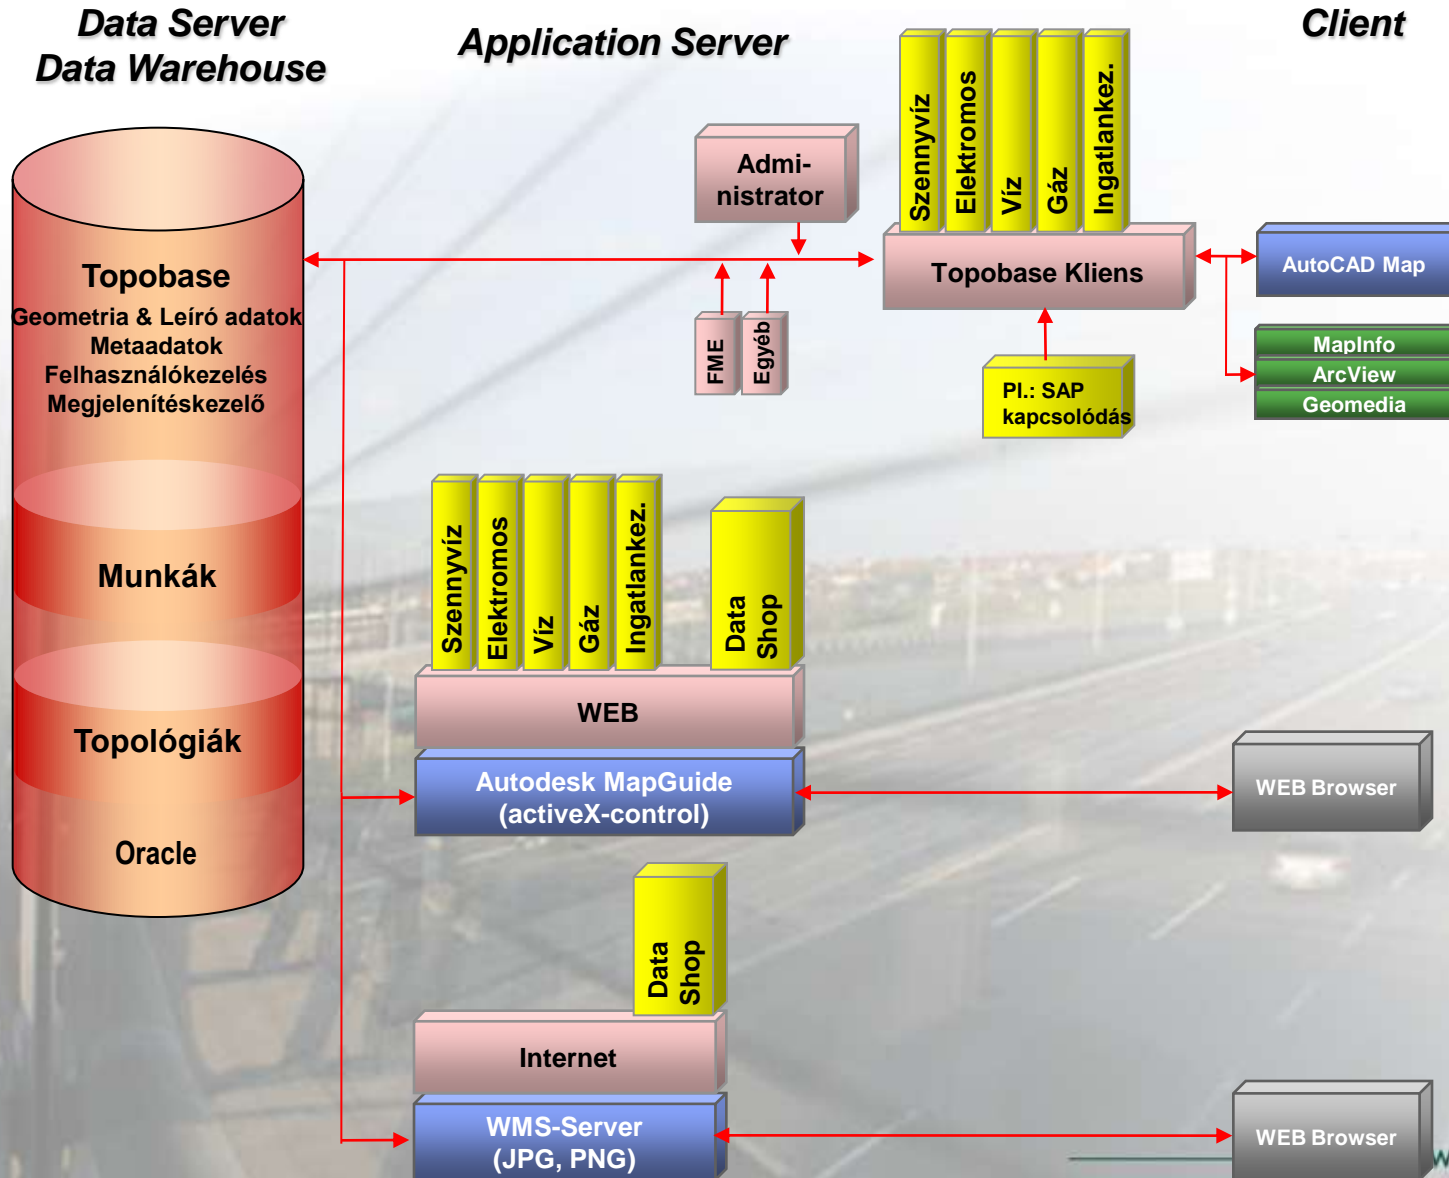 Data Server
Data Warehouse
Application Server
Client
Szennyvíz
Elektromos
Víz
Gáz
Ingatlankez.
Admi-
nistrator
Topobase Kliens
AutoCAD Map
Topobase
Geometria & Leíró adatok
Metaadatok
Felhasználókezelés
Megjelenítéskezelő
FME
Egyéb
Pl.: SAP
kapcsolódás
MapInfo
ArcView
Geomedia
Munkák
Szennyvíz
Elektromos
Víz
Gáz
Ingatlankez.
Data
Shop
WEB
Topológiák
Autodesk MapGuide
(activeX-control)
WEB Browser
Oracle
Data
Shop
Internet
WMS-Server
(JPG, PNG)
WEB Browser